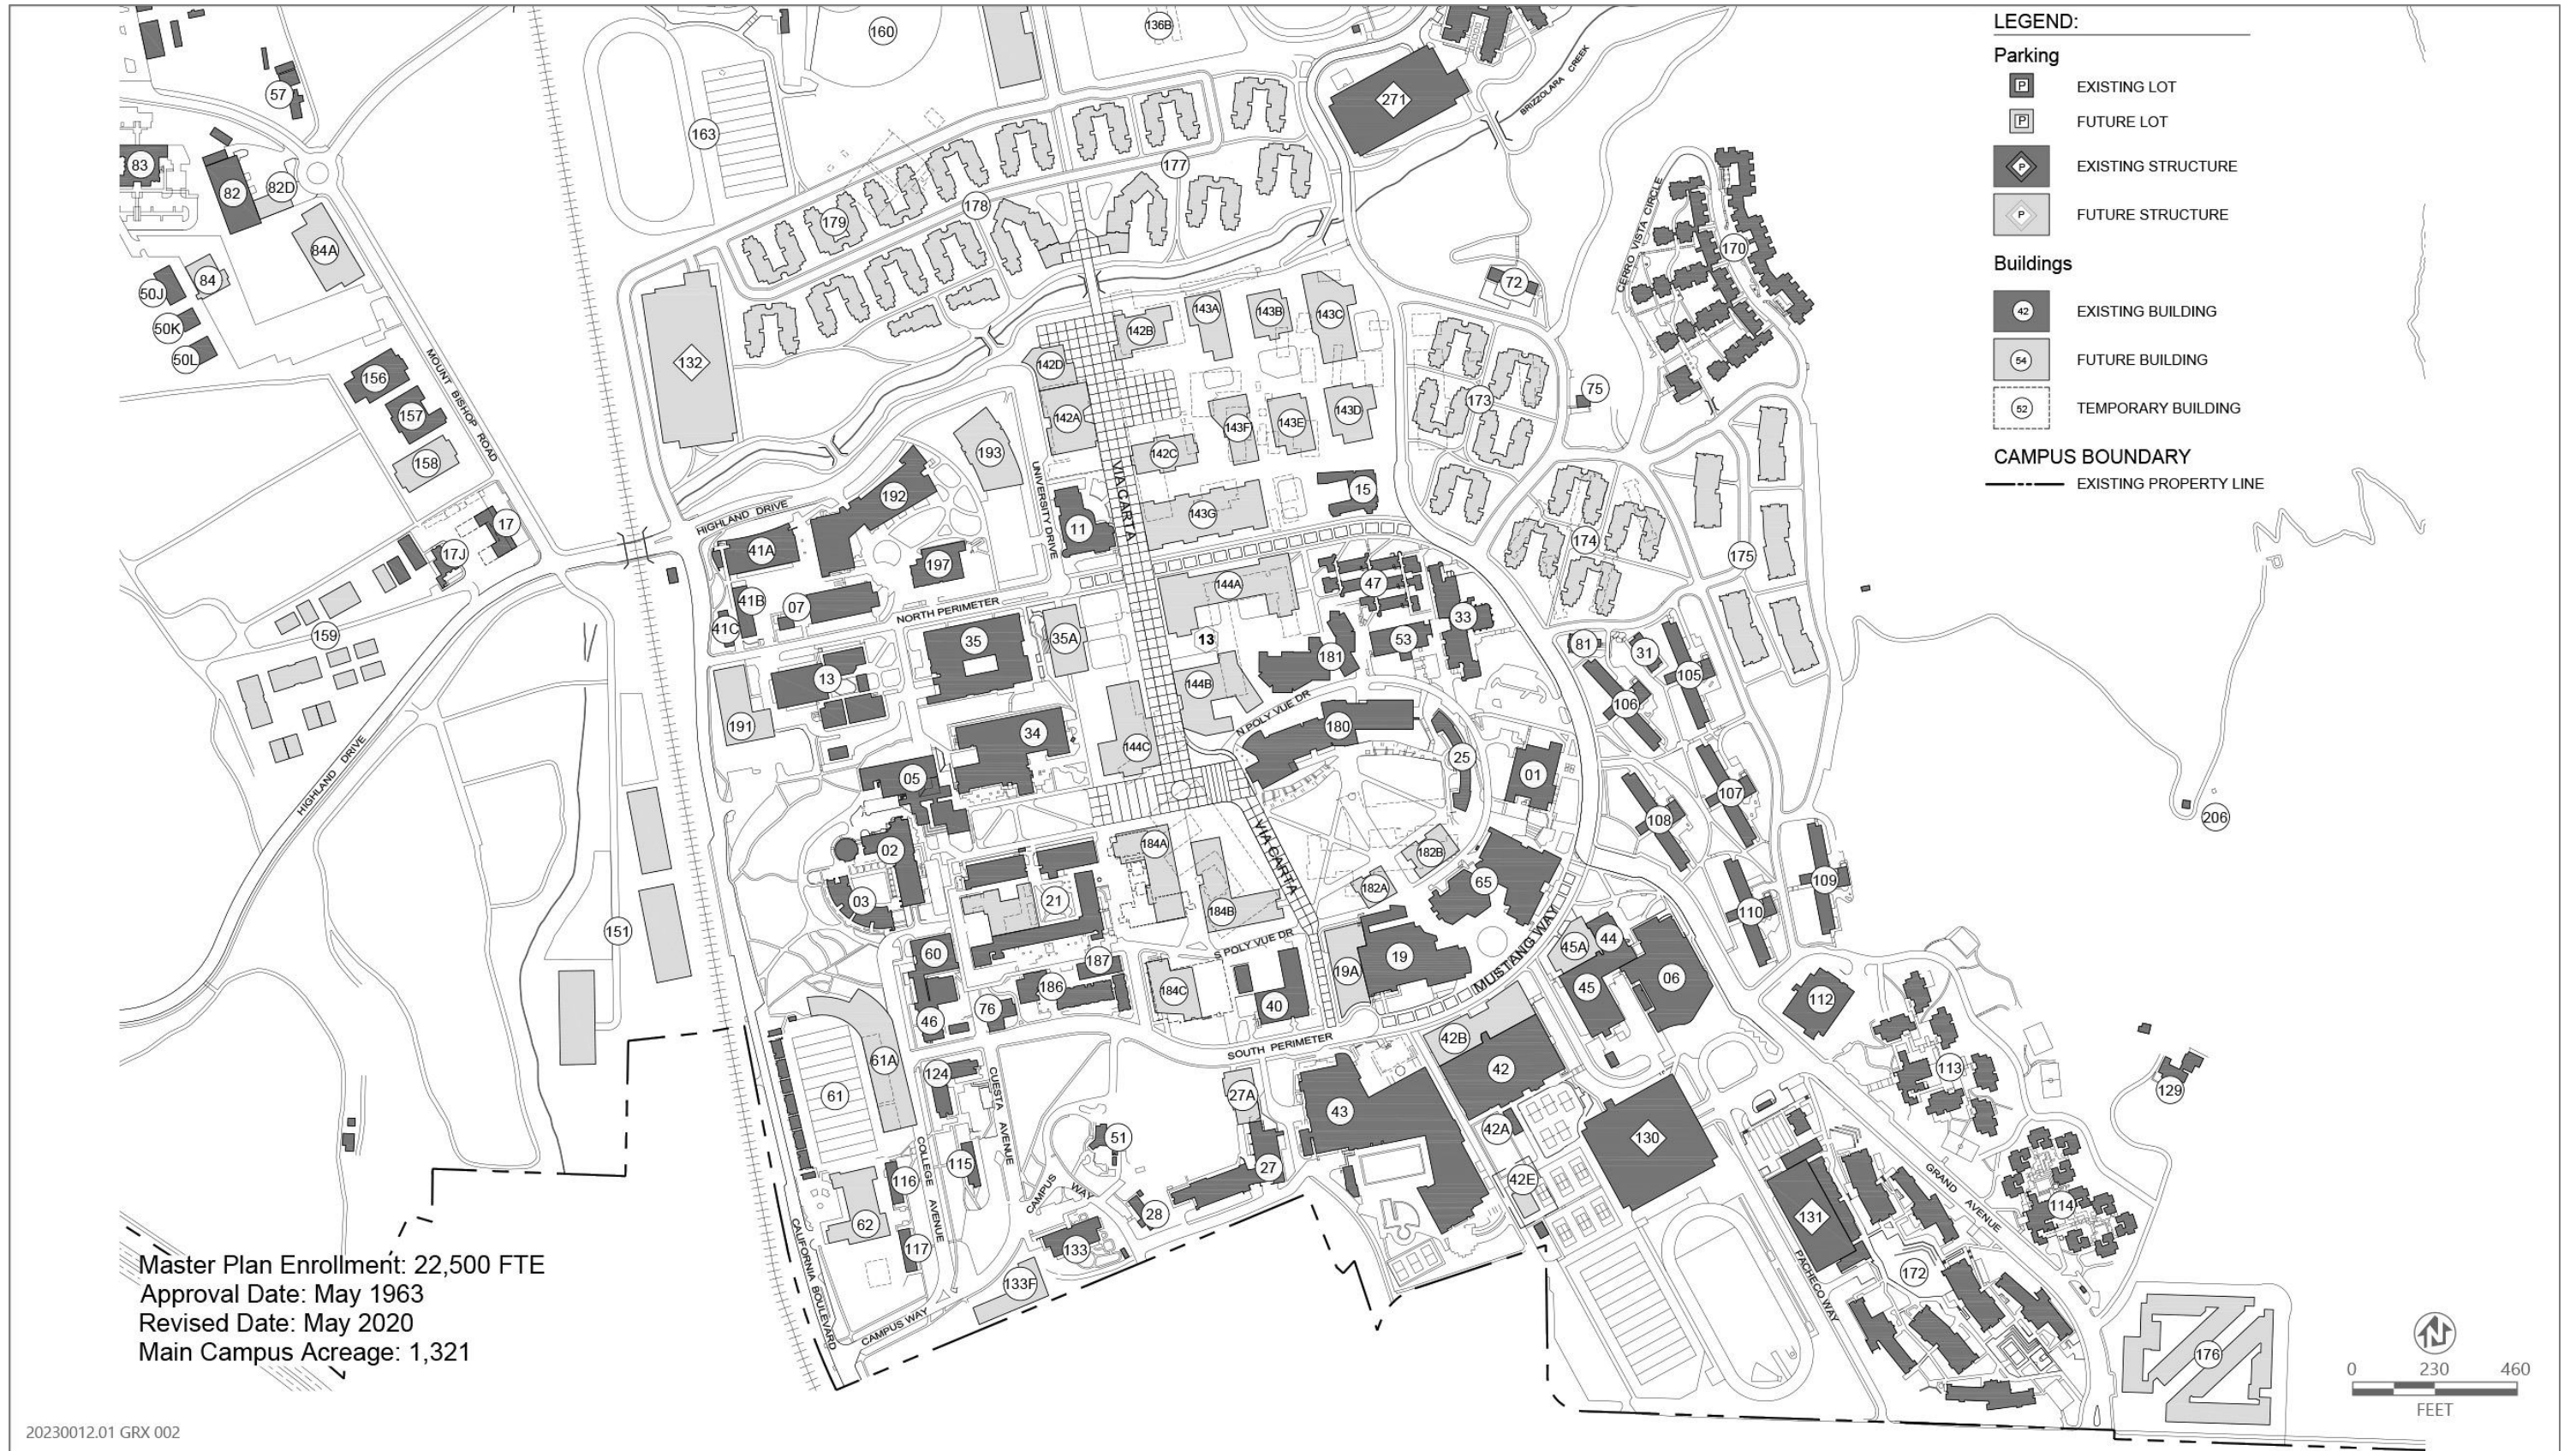 LEGEND:
Parking
P EXISTING LOT
P FUTURE LOT
P EXISTING STRUCTURE
P FUTURE STRUCTURE
Buildings
42 EXISTING BUILDING
54 FUTURE BUILDING
52 TEMPORARY BUILDING
CAMPUS BOUNDARY
EXISTING PROPERTY LINE
160
136B
57
163
271
BRIZZOLARA CREEK
83
82
82D
177
178
179
CERRO VISTA CIRCLE
170
84A
84
50J
50K
50L
72
143A
143B
143C
142B
142D
132
156
157
158
MOUNT BISHOP ROAD
142A
143F
143E
143D
173
75
142C
193
UNIVERSITY DRIVE
VIA CARTA
192
15
17
17J
HIGHLAND DRIVE
11
143G
41A
197
174
175
41B
07
41C
NORTH PERIMETER
144A
47
33
159
35
35A
13
181
53
81
31
105
13
144B
106
191
N POLY VUE DR
34
144C
180
25
01
HIGHLAND DRIVE
05
107
108
206
02
184A
VIA CARTA
182B
03
21
184B
182A
65
109
110
151
60
187
S POLY VUE DR
19A
19
MUSTANG WAY
45A
44
06
186
184C
40
45
112
46
76
SOUTH PERIMETER
42B
42
61A
61
124
CUESTA AVENUE
27A
43
113
129
42A
130
51
115
116
COLLEGE AVENUE
27
42E
GRAND AVENUE
CAMPUS WAY
28
131
114
62
117
133
PACHECO WAY
172
CALIFORNIA BOULEVARD
133F
CAMPUS WAY
176
Master Plan Enrollment: 22,500 FTE
Approval Date: May 1963
Revised Date: May 2020
Main Campus Acreage: 1,321
N
0 230 460
FEET
20230012.01 GRX 002